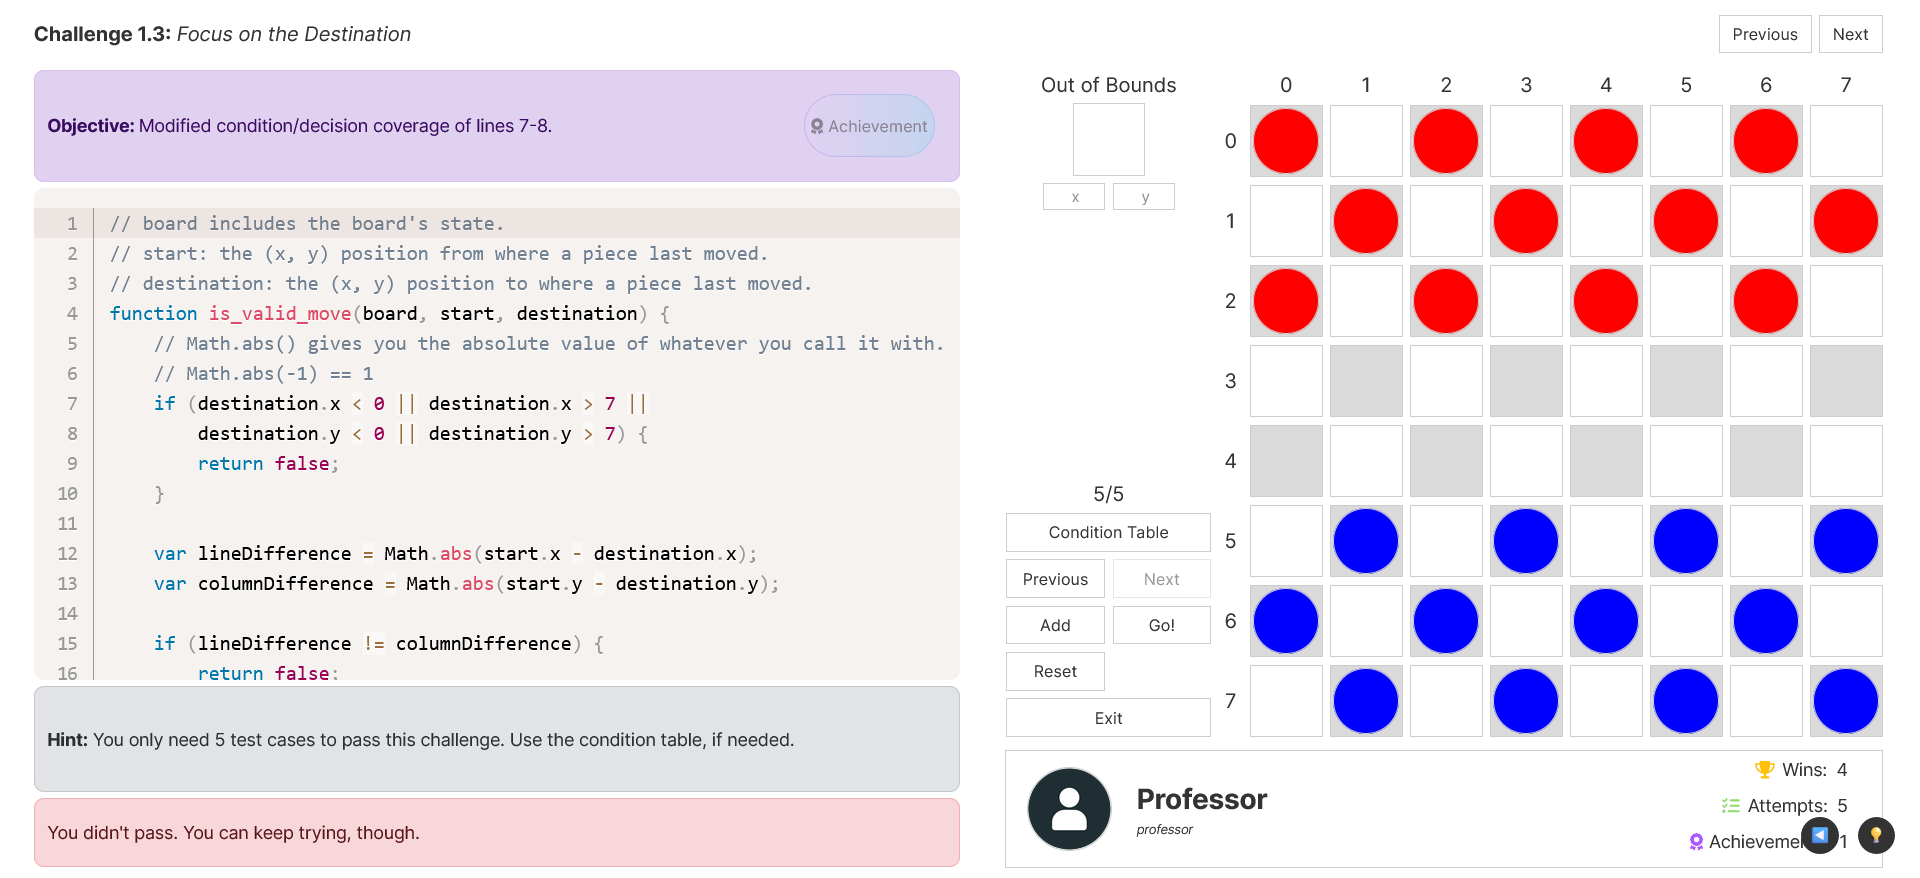 Challenge 1.3: Focus on the Destination
Previous
Next
Objective: Modified condition/decision coverage of lines 7-8.
Achievement
1 // board includes the board's state.
2 // start: the (x, y) position from where a piece last moved.
3 // destination: the (x, y) position to where a piece last moved.
4 function is_valid_move(board, start, destination) {
5 // Math.abs() gives you the absolute value of whatever you call it with.
6 // Math.abs(-1) == 1
7 if (destination.x < 0 || destination.x > 7 ||
8 destination.y < 0 || destination.y > 7) {
9 return false;
10 }
11
12 var lineDifference = Math.abs(start.x - destination.x);
13 var columnDifference = Math.abs(start.y - destination.y);
14
15 if (lineDifference != columnDifference) {
16 return false;
Hint: You only need 5 test cases to pass this challenge. Use the condition table, if needed.
You didn't pass. You can keep trying, though.
Out of Bounds
x y
5/5
Condition Table
Previous Next
Add Go!
Reset
Exit
0 1 2 3 4 5 6 7
0
1
2
3
4
5
6
7
Professor
professor
Wins: 4
Attempts: 5
1